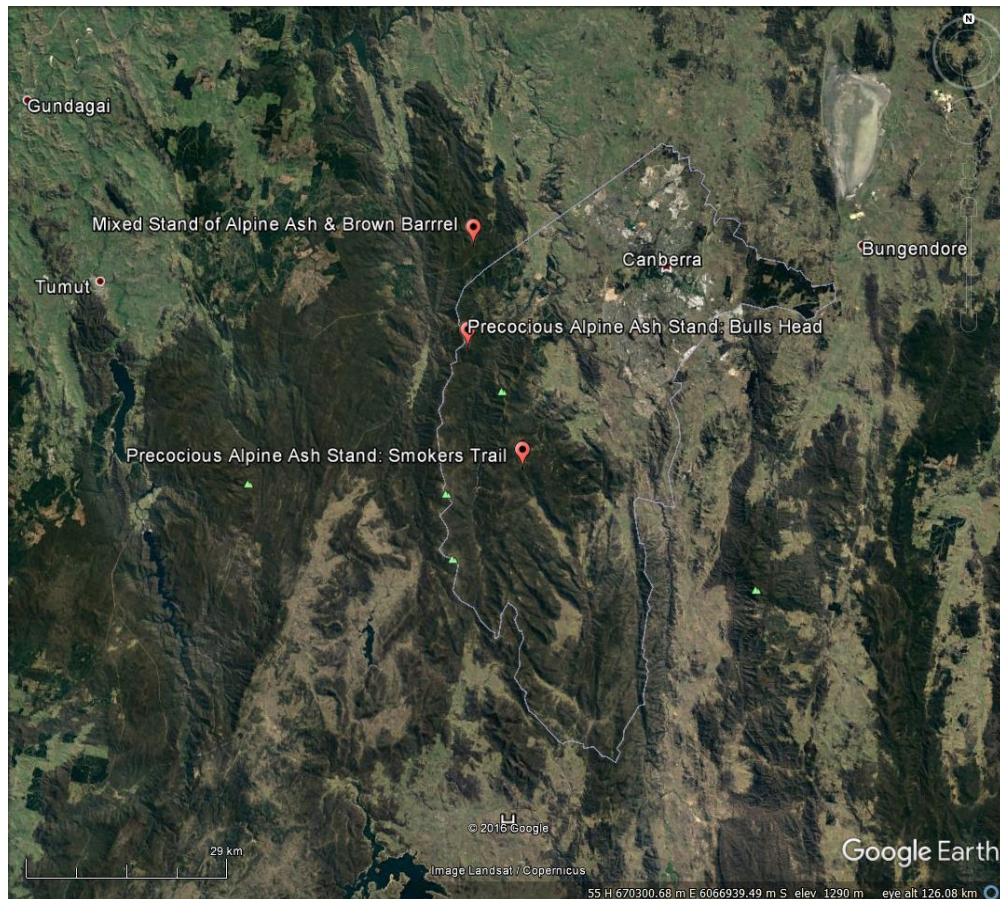 N
Gundagai
Mixed Stand of Alpine Ash & Brown Barrrel
Bungendore
Canberra
Tumut
Precocious Alpine Ash Stand: Bulls Head
Precocious Alpine Ash Stand: Smokers Trail
© 2016 Google
29 km
Google Earth
Image Landsat / Copernicus
55 H 670300.68 m E 6066939.49 m S elev 1290 m eye alt 126.08 km